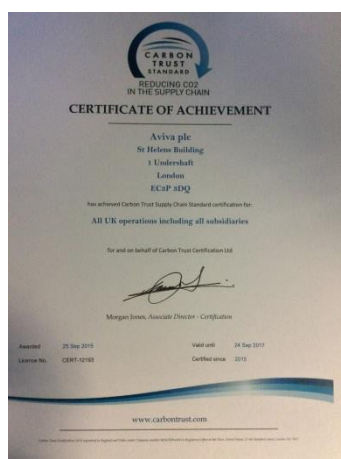 CARBON
TRUST
STANDARD
REDUCING CO2
IN THE SUPPLY CHAIN
CERTIFICATE OF ACHIEVEMENT
Aviva plc
St Helens Building
1 Undershaft
London
EC3P 3DQ
has achieved Carbon Trust Supply Chain Standard certification for:
All UK operations including all subsidiaries
for and on behalf of Carbon Trust Certification Ltd
Morgan Jones, Associate Director - Certification
Awarded 25 Sep 2015 Valid until 24 Sep 2017
Licence No. CERT-12193 Certified since 2015
www.carbontrust.com